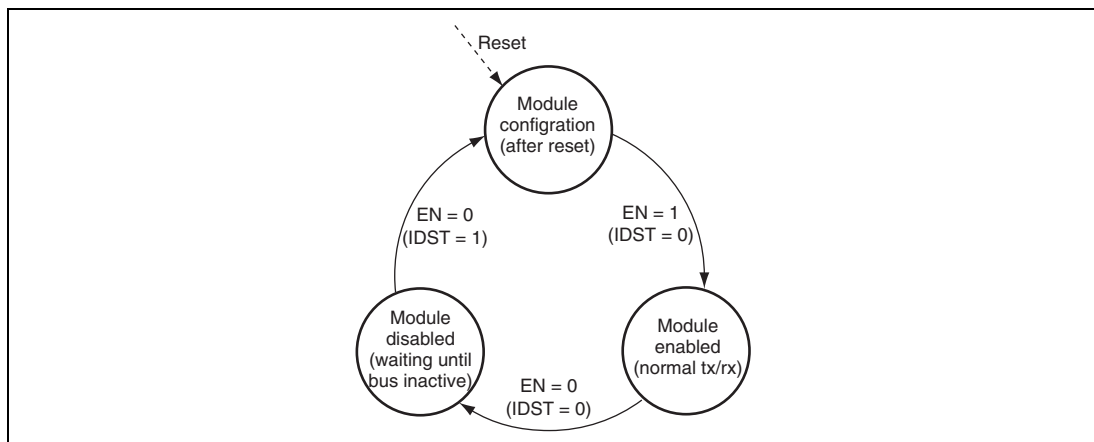 Reset
Module
configration
(after reset)
EN = 0
(IDST = 1)
EN = 1
(IDST = 0)
Module
disabled
(waiting until
bus inactive)
Module
enabled
(normal tx/rx)
EN = 0
(IDST = 0)